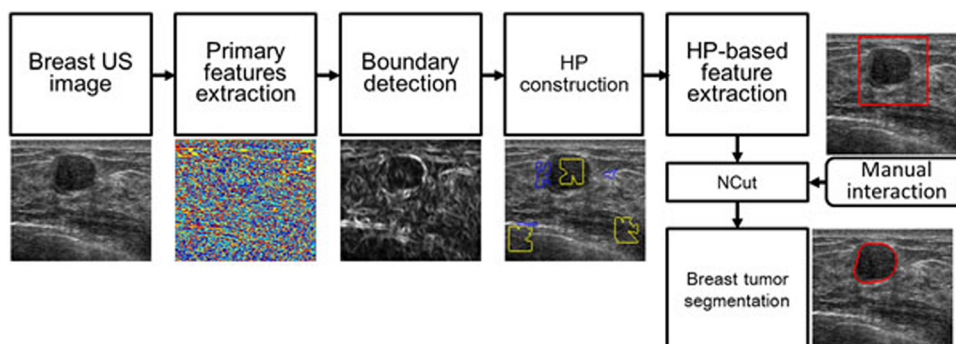 Breast US
image
Primary
features
extraction
Boundary
detection
HP
construction
HP-based
feature
extraction
NCut
Manual
interaction
Breast tumor
segmentation